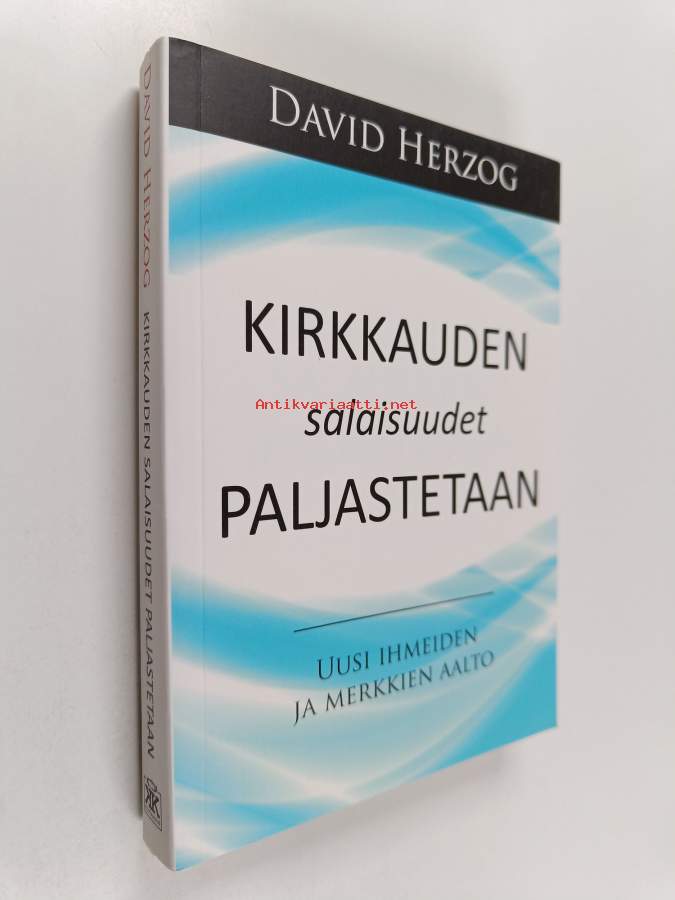 DAVID HERZOG
KIRKKAUDEN
salaisuudet
PALJASTETAAN
UUSI IHMEIDEN
JA MERKKIEN AALTO
DAVID HERZOG KIRKKAUDEN SALAISUUDET PALJASTETAAN
Antikvariaatti.net